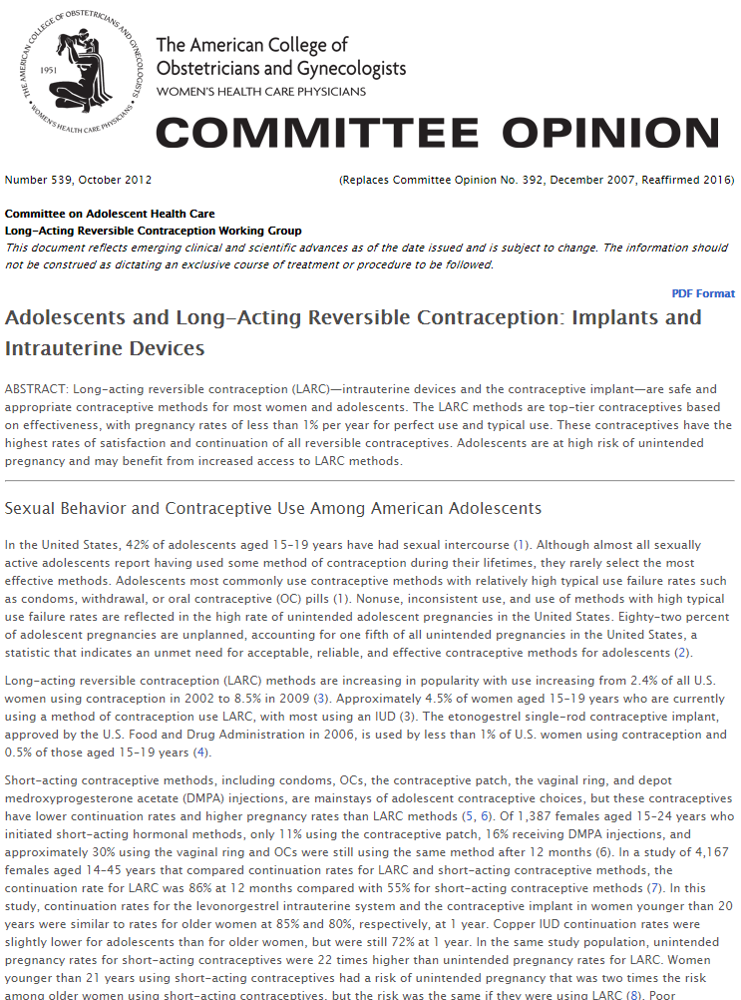 THE AMERICAN COLLEGE OF OBSTETRICIANS AND GYNECOLOGISTS
1951
WOMEN'S HEALTH CARE PHYSICIANS
The American College of
Obstetricians and Gynecologists
WOMEN'S HEALTH CARE PHYSICIANS
COMMITTEE OPINION
Number 539, October 2012
(Replaces Committee Opinion No. 392, December 2007, Reaffirmed 2016)
Committee on Adolescent Health Care
Long-Acting Reversible Contraception Working Group
This document reflects emerging clinical and scientific advances as of the date issued and is subject to change. The information should
not be construed as dictating an exclusive course of treatment or procedure to be followed.
PDF Format
Adolescents and Long-Acting Reversible Contraception: Implants and
Intrauterine Devices
ABSTRACT: Long-acting reversible contraception (LARC)—intrauterine devices and the contraceptive implant—are safe and
appropriate contraceptive methods for most women and adolescents. The LARC methods are top-tier contraceptives based
on effectiveness, with pregnancy rates of less than 1% per year for perfect use and typical use. These contraceptives have the
highest rates of satisfaction and continuation of all reversible contraceptives. Adolescents are at high risk of unintended
pregnancy and may benefit from increased access to LARC methods.
Sexual Behavior and Contraceptive Use Among American Adolescents
In the United States, 42% of adolescents aged 15–19 years have had sexual intercourse (1). Although almost all sexually
active adolescents report having used some method of contraception during their lifetimes, they rarely select the most
effective methods. Adolescents most commonly use contraceptive methods with relatively high typical use failure rates such
as condoms, withdrawal, or oral contraceptive (OC) pills (1). Nonuse, inconsistent use, and use of methods with high typical
use failure rates are reflected in the high rate of unintended adolescent pregnancies in the United States. Eighty-two percent
of adolescent pregnancies are unplanned, accounting for one fifth of all unintended pregnancies in the United States, a
statistic that indicates an unmet need for acceptable, reliable, and effective contraceptive methods for adolescents (2).
Long-acting reversible contraception (LARC) methods are increasing in popularity with use increasing from 2.4% of all U.S.
women using contraception in 2002 to 8.5% in 2009 (3). Approximately 4.5% of women aged 15–19 years who are currently
using a method of contraception use LARC, with most using an IUD (3). The etonogestrel single-rod contraceptive implant,
approved by the U.S. Food and Drug Administration in 2006, is used by less than 1% of U.S. women using contraception and
0.5% of those aged 15–19 years (4).
Short-acting contraceptive methods, including condoms, OCs, the contraceptive patch, the vaginal ring, and depot
medroxyprogesterone acetate (DMPA) injections, are mainstays of adolescent contraceptive choices, but these contraceptives
have lower continuation rates and higher pregnancy rates than LARC methods (5, 6). Of 1,387 females aged 15–24 years who
initiated short-acting hormonal methods, only 11% using the contraceptive patch, 16% receiving DMPA injections, and
approximately 30% using the vaginal ring and OCs were still using the same method after 12 months (6). In a study of 4,167
females aged 14–45 years that compared continuation rates for LARC and short-acting contraceptive methods, the
continuation rate for LARC was 86% at 12 months compared with 55% for short-acting contraceptive methods (7). In this
study, continuation rates for the levonorgestrel intrauterine system and the contraceptive implant in women younger than 20
years were similar to rates for older women at 85% and 80%, respectively, at 1 year. Copper IUD continuation rates were
slightly lower for adolescents than for older women, but were still 72% at 1 year. In the same study population, unintended
pregnancy rates for short-acting contraceptives were 22 times higher than unintended pregnancy rates for LARC. Women
younger than 21 years using short-acting contraceptives had a risk of unintended pregnancy that was two times the risk
among older women using short-acting contraceptives, but the risk was the same if they were using LARC (8). Poor